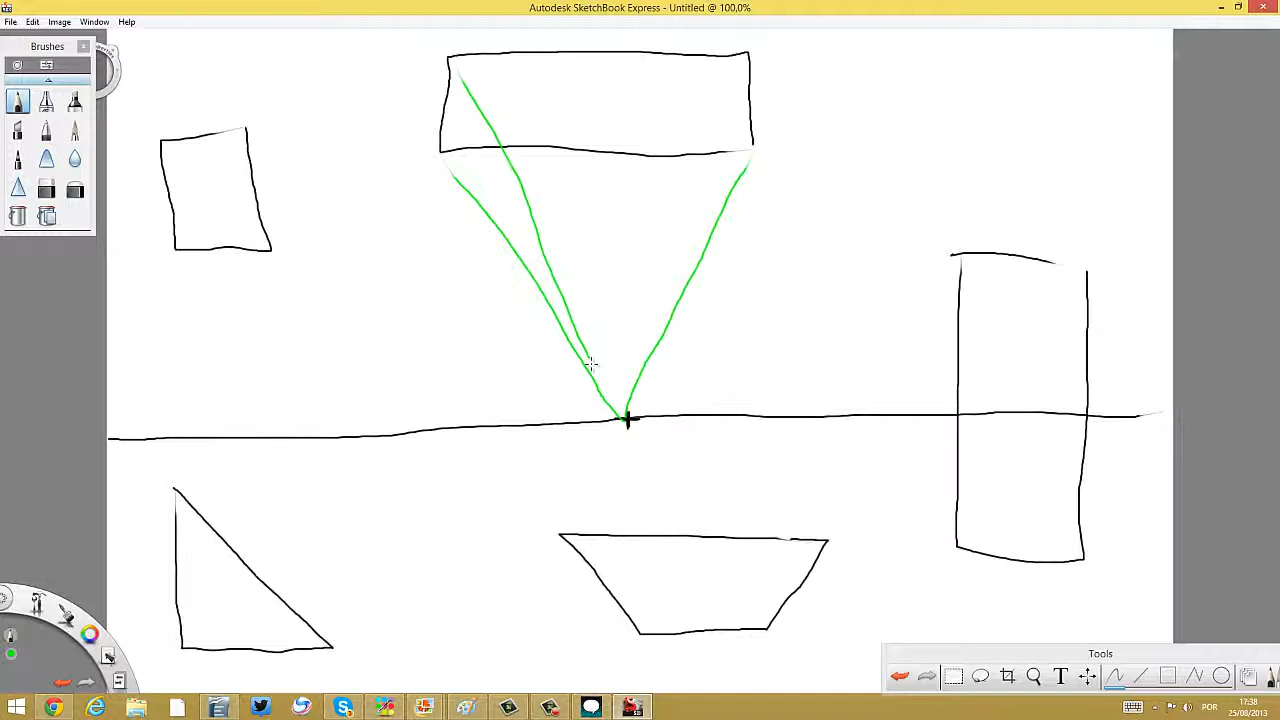 Autodesk SketchBook Express - Untitled @ 100,0%
File Edit Image Window Help
Brushes
Tools
T
POR
17:38
25/08/2013